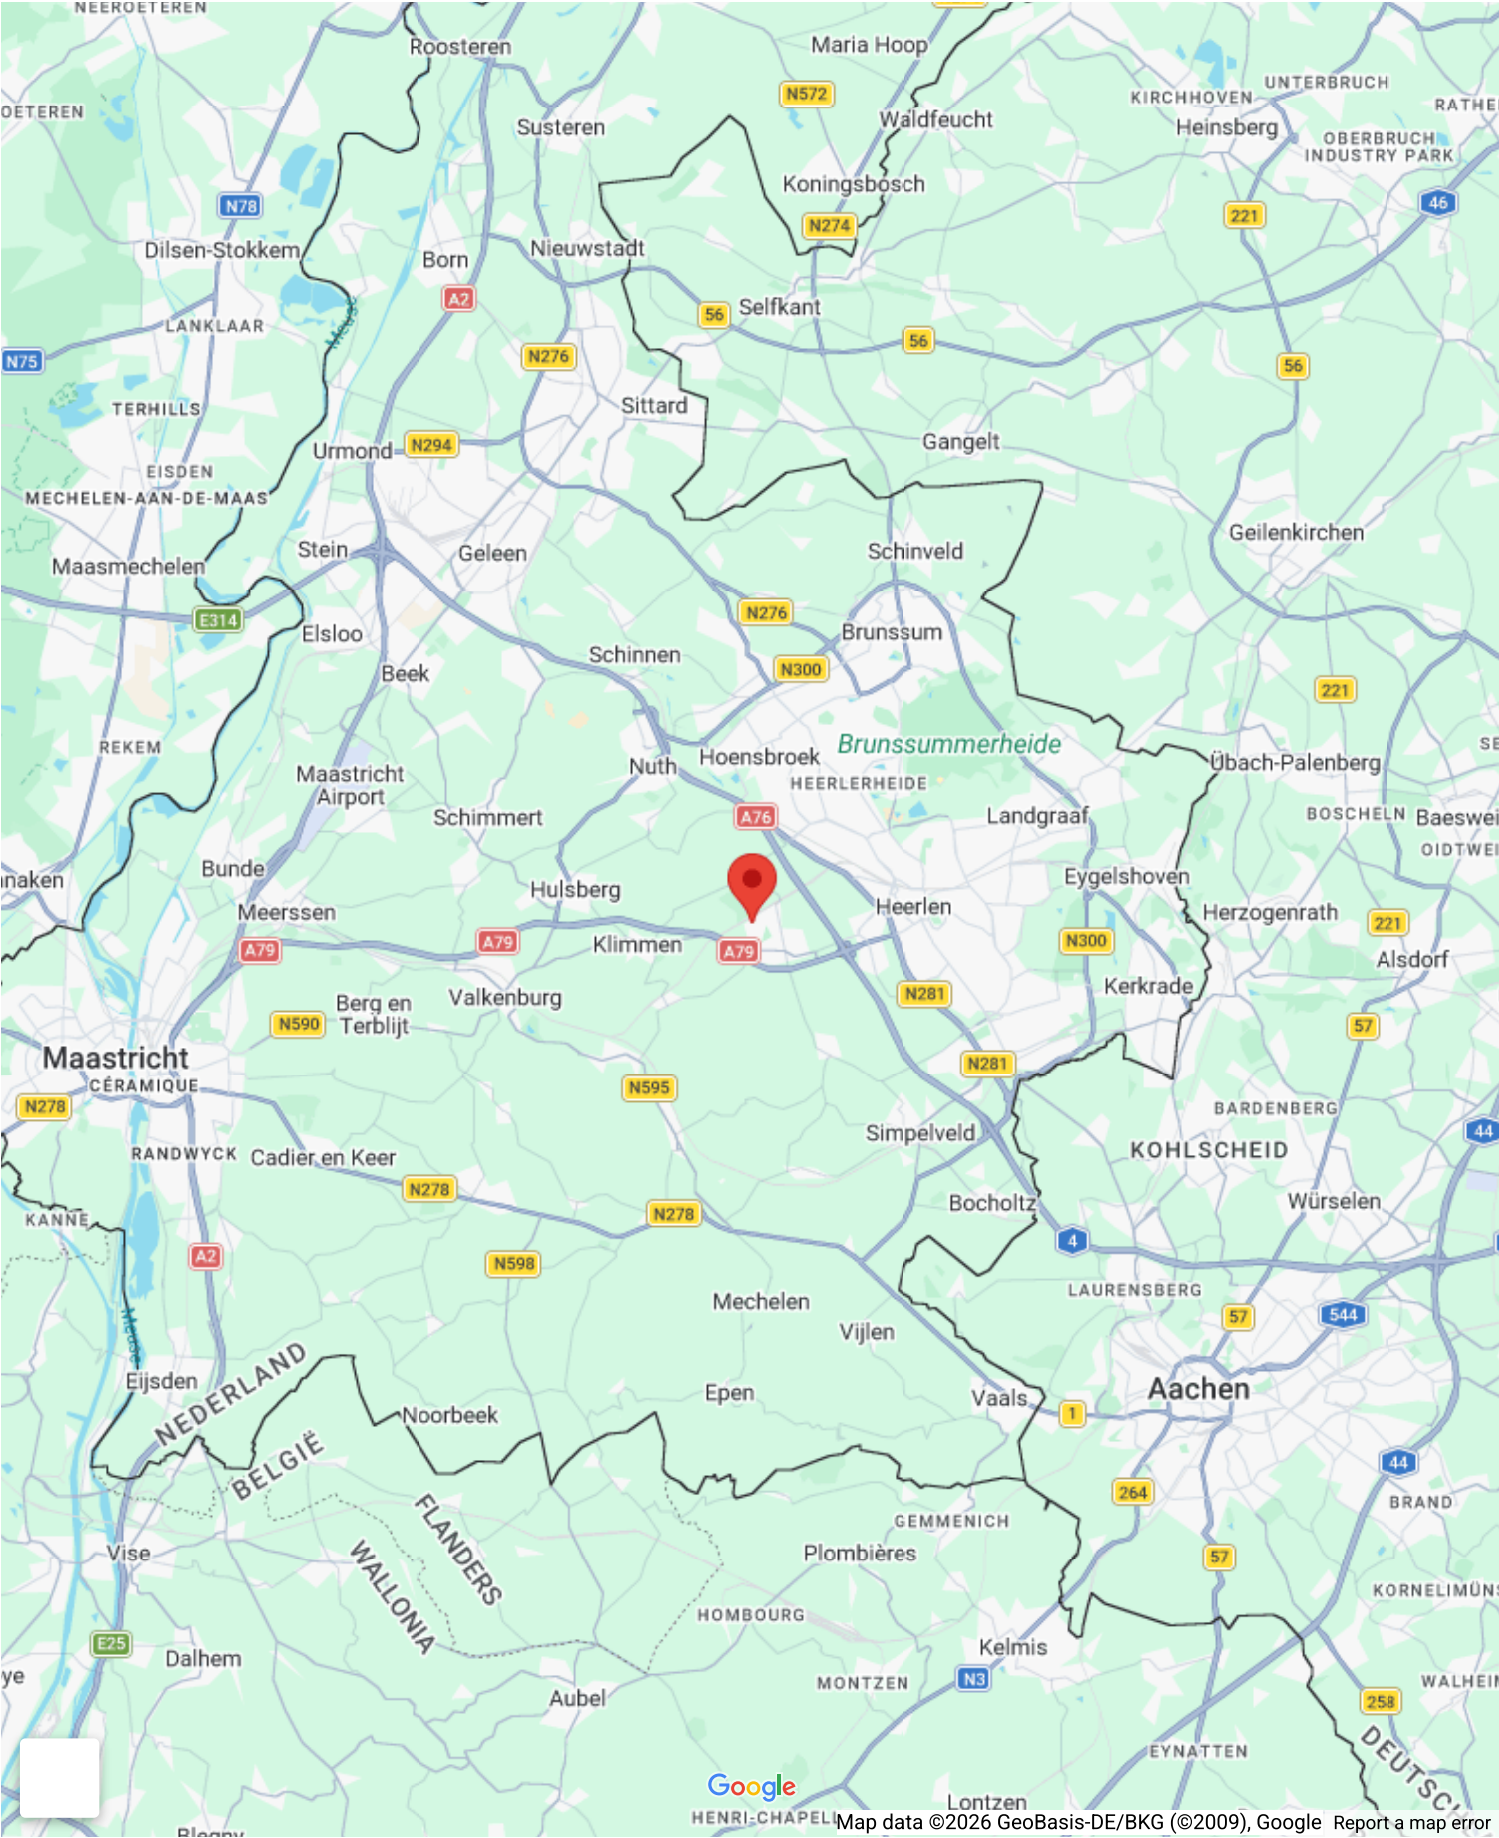 NEEROETEREN
Roosteren
Maria Hoop
UNTERBRUCH
N572
KIRCHHOVEN
OETEREN
Waldfeucht
Susteren
Heinsberg
OBERBRUCH
INDUSTRY PARK
Koningsbosch
N78
46
221
N274
Dilsen-Stokkem
Nieuwstadt
Born
A2
Meuse
Selfkant
56
LANKLAAR
56
N276
N75
56
TERHILLS
Sittard
Gangelt
Urmond
N294
EISDEN
MECHELEN-AAN-DE-MAAS
Geilenkirchen
Stein
Geleen
Schinveld
Maasmechelen
E314
N276
Elsloo
Brunssum
Schinnen
N300
Beek
221
REKEM
Brunssummerheide
Hoensbroek
Nuth
Übach-Palenberg
Maastricht
Airport
HEERLERHEIDE
Schimmert
A76
Landgraaf
BOSCHELN
Baeswei
OIDTWEI
Bunde
naken
Hulsberg
Eygelshoven
Meerssen
Heerlen
Herzogenrath
221
A79
A79
Klimmen
A79
N300
Alsdorf
Berg en
Terblijt
Valkenburg
N281
Kerkrade
N590
57
Maastricht
CÉRAMIQUE
N281
N595
N278
BARDENBERG
RANDWYCK
Cadier en Keer
Simpelveld
KOHLSCHEID
44
N278
Bocholtz
Würselen
KANNE
N278
4
A2
N598
LAURENSBERG
Mechelen
57
544
Vijlen
Meuse
Eijsden
NEDERLAND
Epen
Vaals
Aachen
Noorbeek
1
BELGIË
44
264
BRAND
FLANDERS
GEMMENICH
Vise
Plombières
57
WALLONIA
KORNELIMÜNS
HOMBOURG
E25
Dalhem
Kelmis
ye
N3
MONTZEN
WALHEIM
Aubel
258
EYNATTEN
DEUTSCH
Google
Lontzen
HENRI-CHAPELL
Map data ©2026 GeoBasis-DE/BKG (©2009), Google Report a map error